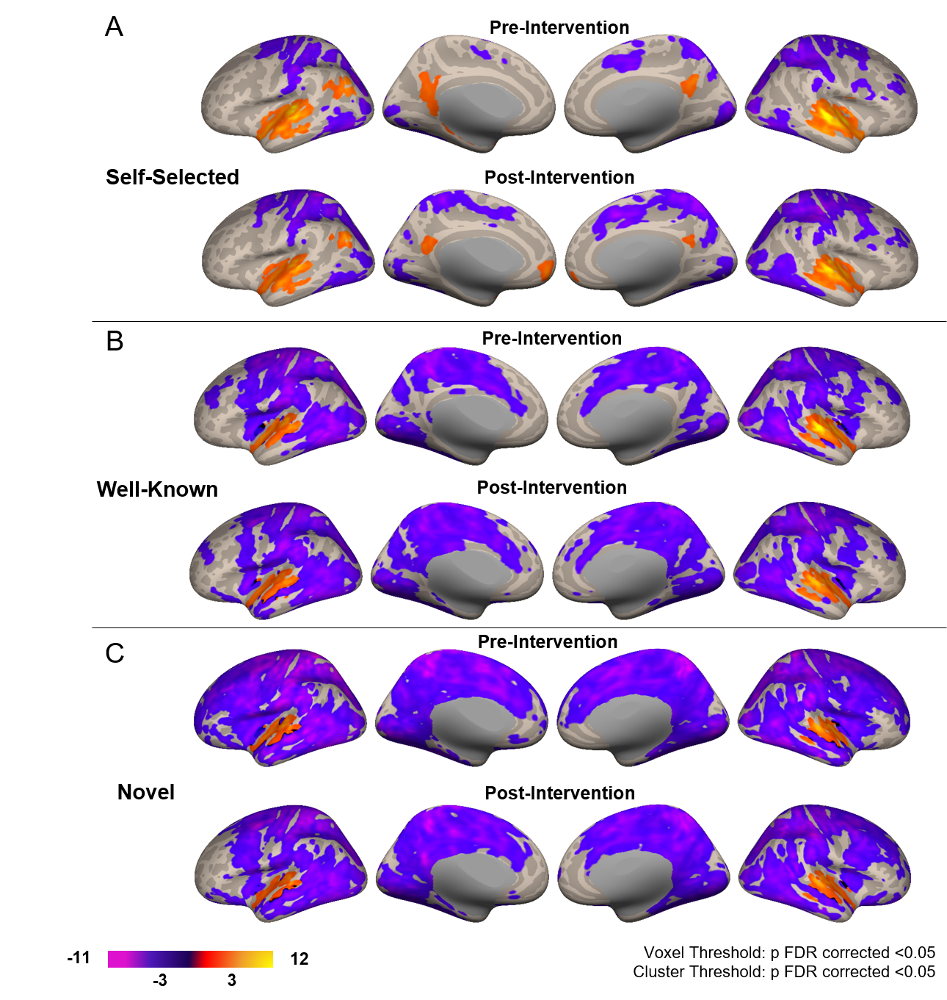 A
Pre-Intervention
Self-Selected
Post-Intervention
B
Pre-Intervention
Well-Known
Post-Intervention
C
Pre-Intervention
Novel
Post-Intervention
-11
12
-3
3
Voxel Threshold: p FDR corrected <0.05
Cluster Threshold: p FDR corrected <0.05